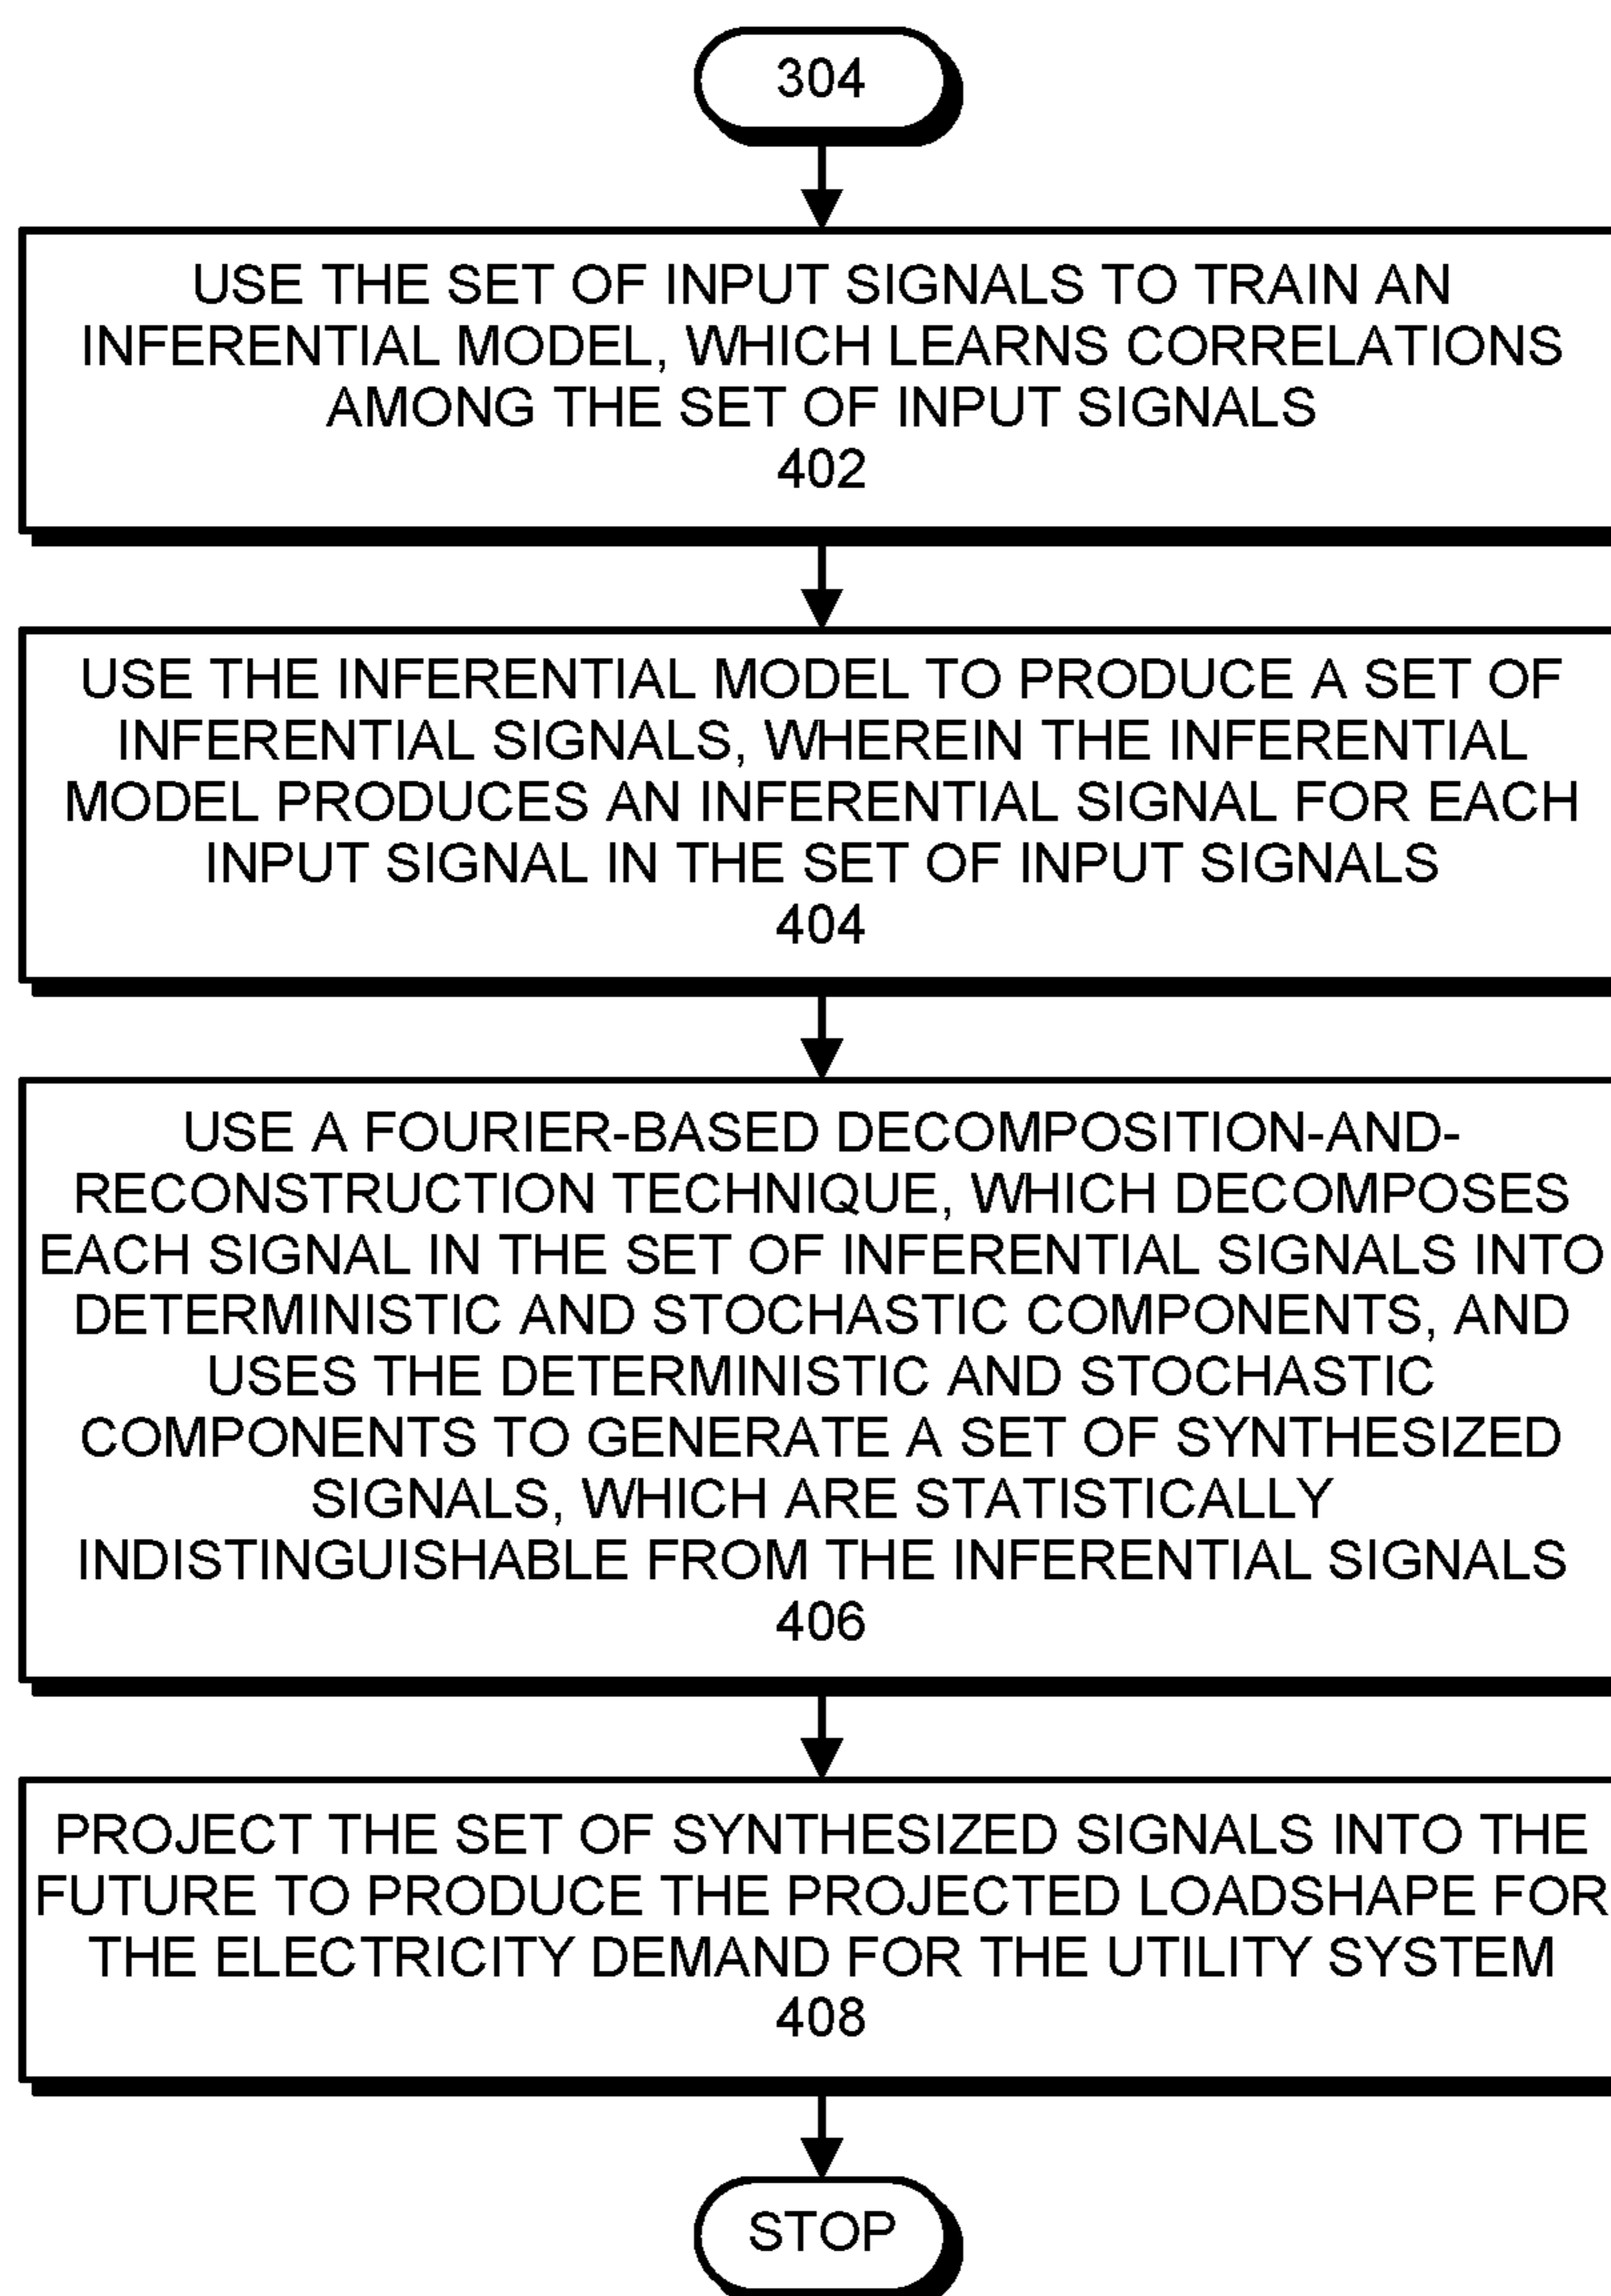 304
USE THE SET OF INPUT SIGNALS TO TRAIN AN
INFERENTIAL MODEL, WHICH LEARNS CORRELATIONS
AMONG THE SET OF INPUT SIGNALS
402
USE THE INFERENTIAL MODEL TO PRODUCE A SET OF
INFERENTIAL SIGNALS, WHEREIN THE INFERENTIAL
MODEL PRODUCES AN INFERENTIAL SIGNAL FOR EACH
INPUT SIGNAL IN THE SET OF INPUT SIGNALS
404
USE A FOURIER-BASED DECOMPOSITION-AND-
RECONSTRUCTION TECHNIQUE, WHICH DECOMPOSES
EACH SIGNAL IN THE SET OF INFERENTIAL SIGNALS INTO
DETERMINISTIC AND STOCHASTIC COMPONENTS, AND
USES THE DETERMINISTIC AND STOCHASTIC
COMPONENTS TO GENERATE A SET OF SYNTHESIZED
SIGNALS, WHICH ARE STATISTICALLY
INDISTINGUISHABLE FROM THE INFERENTIAL SIGNALS
406
PROJECT THE SET OF SYNTHESIZED SIGNALS INTO THE
FUTURE TO PRODUCE THE PROJECTED LOADSHAPE FOR
THE ELECTRICITY DEMAND FOR THE UTILITY SYSTEM
408
STOP